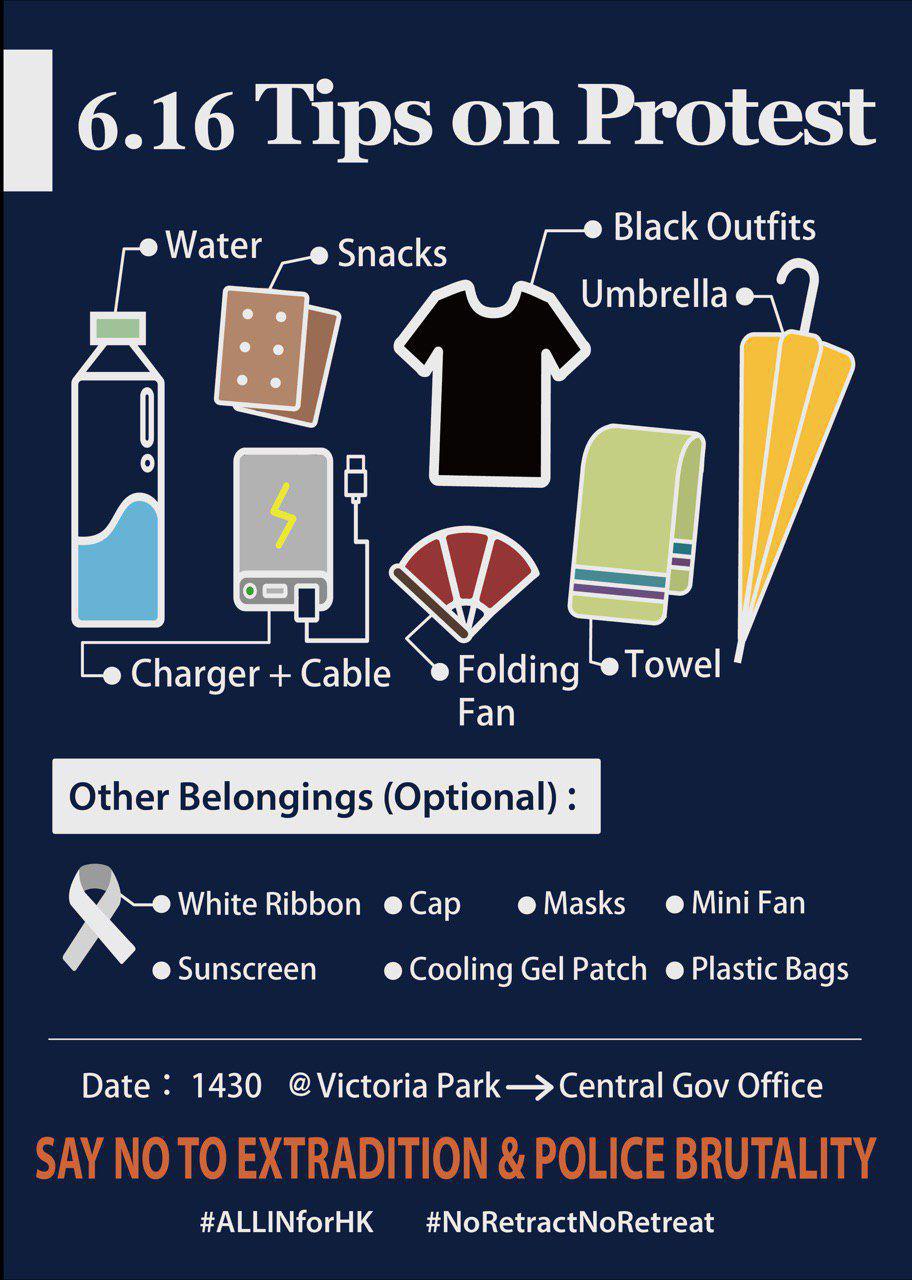 6.16 Tips on Protest
Water
Snacks
Black Outfits
Umbrella
Charger + Cable
Folding
Fan
Towel
Other Belongings (Optional) :
White Ribbon
Cap
Masks
Mini Fan
Sunscreen
Cooling Gel Patch
Plastic Bags
Date： 1430 @Victoria Park→Central Gov Office
SAY NO TO EXTRADITION & POLICE BRUTALITY
#ALLINforHK #NoRetractNoRetreat